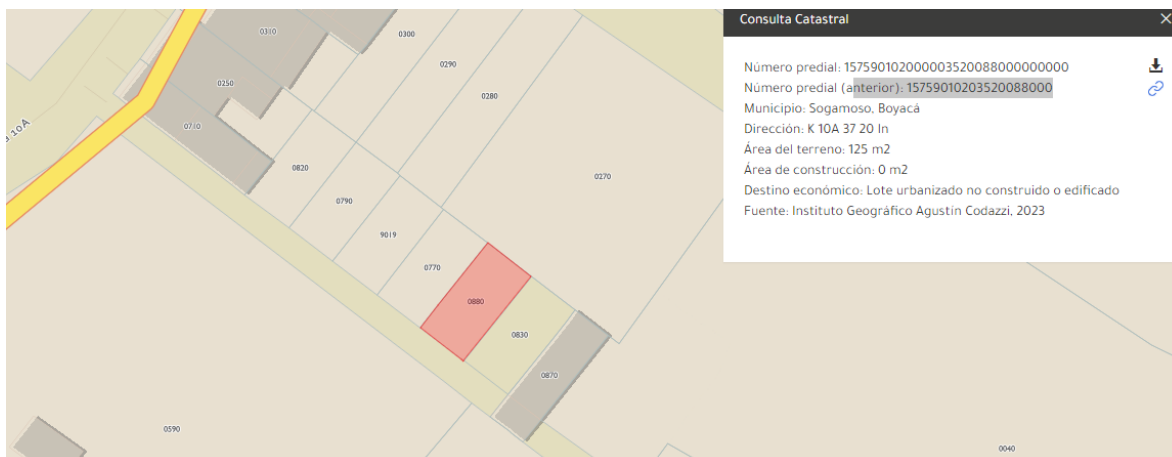 Consulta Catastral
Número predial: 157590102000003520088000000000
Número predial (anterior): 15759010203520088000
Municipio: Sogamoso, Boyacá
Dirección: K 10A 37 20 In
Área del terreno: 125 m2
Área de construcción: 0 m2
Destino económico: Lote urbanizado no construido o edificado
Fuente: Instituto Geográfico Agustín Codazzi, 2023
0310
0300
0290
0250
0280
10A
0710
0820
0270
0790
9019
0770
0880
0830
0870
0590
0040